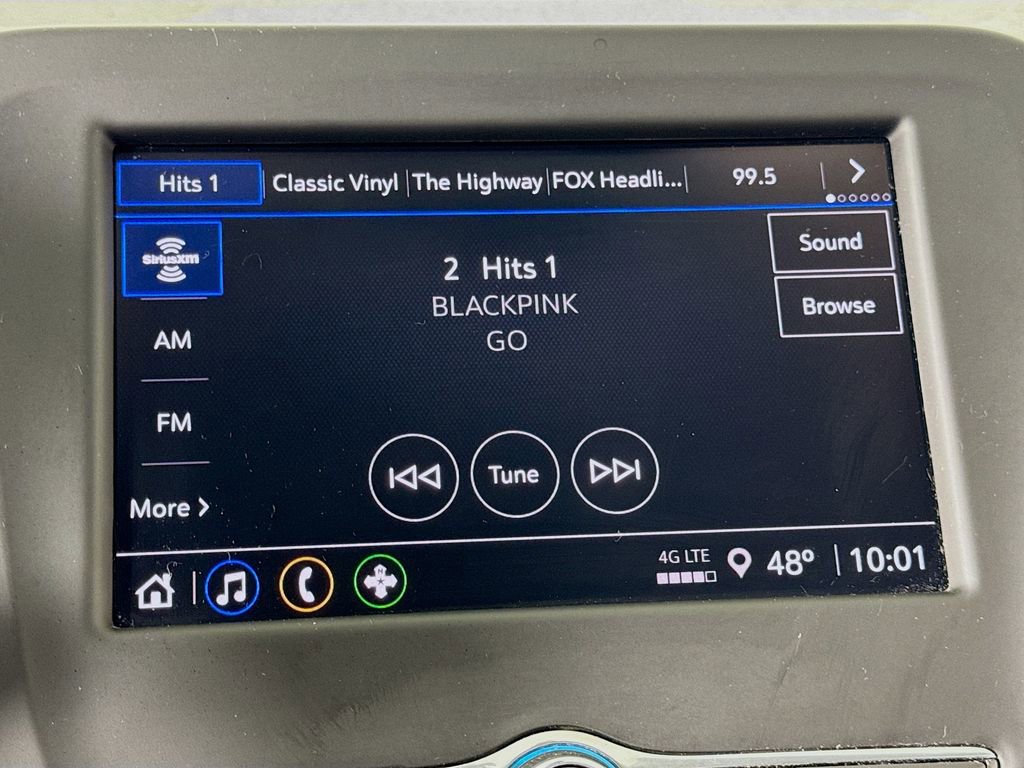 Hits 1 Classic Vinyl The Highway FOX Headli... 99.5
SiriusXM
Sound
2 Hits 1
BLACKPINK
GO
Browse
AM
FM
More
Tune
4G LTE 48° 10:01
N